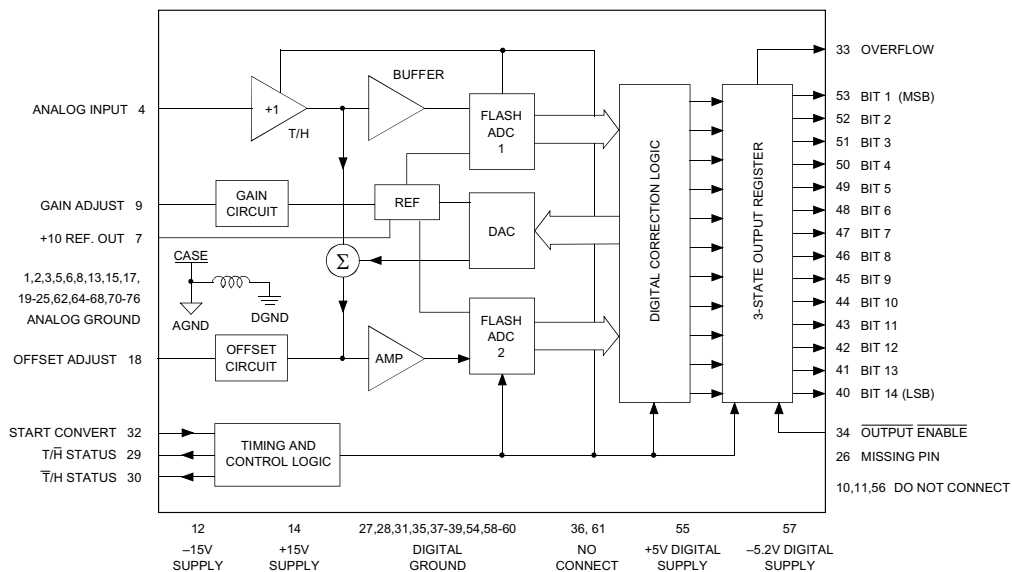 33 OVERFLOW
BUFFER
ANALOG INPUT 4
+1
T/H
FLASH
ADC
1
53 BIT 1 (MSB)
52 BIT 2
51 BIT 3
50 BIT 4
49 BIT 5
48 BIT 6
47 BIT 7
46 BIT 8
45 BIT 9
44 BIT 10
43 BIT 11
42 BIT 12
41 BIT 13
40 BIT 14 (LSB)
GAIN ADJUST 9
GAIN
CIRCUIT
REF
DAC
DIGITAL CORRECTION LOGIC
3-STATE OUTPUT REGISTER
+10 REF. OUT 7
CASE
Σ
1,2,3,5,6,8,13,15,17,
19-25,62,64-68,70-76
ANALOG GROUND
AGND
DGND
FLASH
ADC
2
OFFSET ADJUST 18
OFFSET
CIRCUIT
AMP
START CONVERT 32
T/H̅ STATUS 29
T̅/H STATUS 30
TIMING AND
CONTROL LOGIC
34 O̅U̅T̅P̅U̅T̅ E̅N̅A̅B̅L̅E̅
26 MISSING PIN
10,11,56 DO NOT CONNECT
12
–15V
SUPPLY
14
+15V
SUPPLY
27,28,31,35,37-39,54,58-60
DIGITAL
GROUND
36, 61
NO
CONNECT
55
+5V DIGITAL
SUPPLY
57
–5.2V DIGITAL
SUPPLY